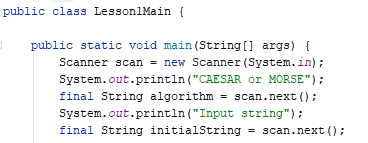 public class Lesson1Main {
public static void main(String[] args) {
Scanner scan = new Scanner(System.in);
System.out.println("CAESAR or MORSE");
final String algorithm = scan.next();
System.out.println("Input string");
final String initialString = scan.next();